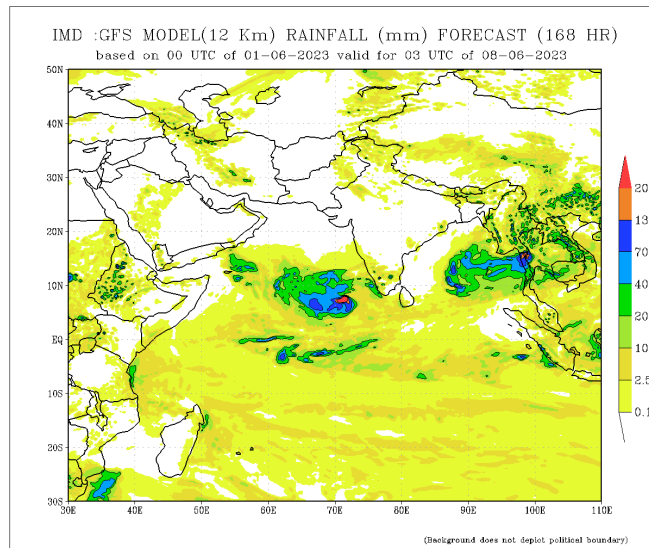 IMD :GFS MODEL(12 Km) RAINFALL (mm) FORECAST (168 HR)
based on 00 UTC of 01-06-2023 valid for 03 UTC of 08-06-2023
50N
40N
30N
20N
10N
EQ
10S
20S
30S
30E 40E 50E 60E 70E 80E 90E 100E 110E
20
13
70
40
20
10
2.5
0.1
(Background does not depict political boundary)